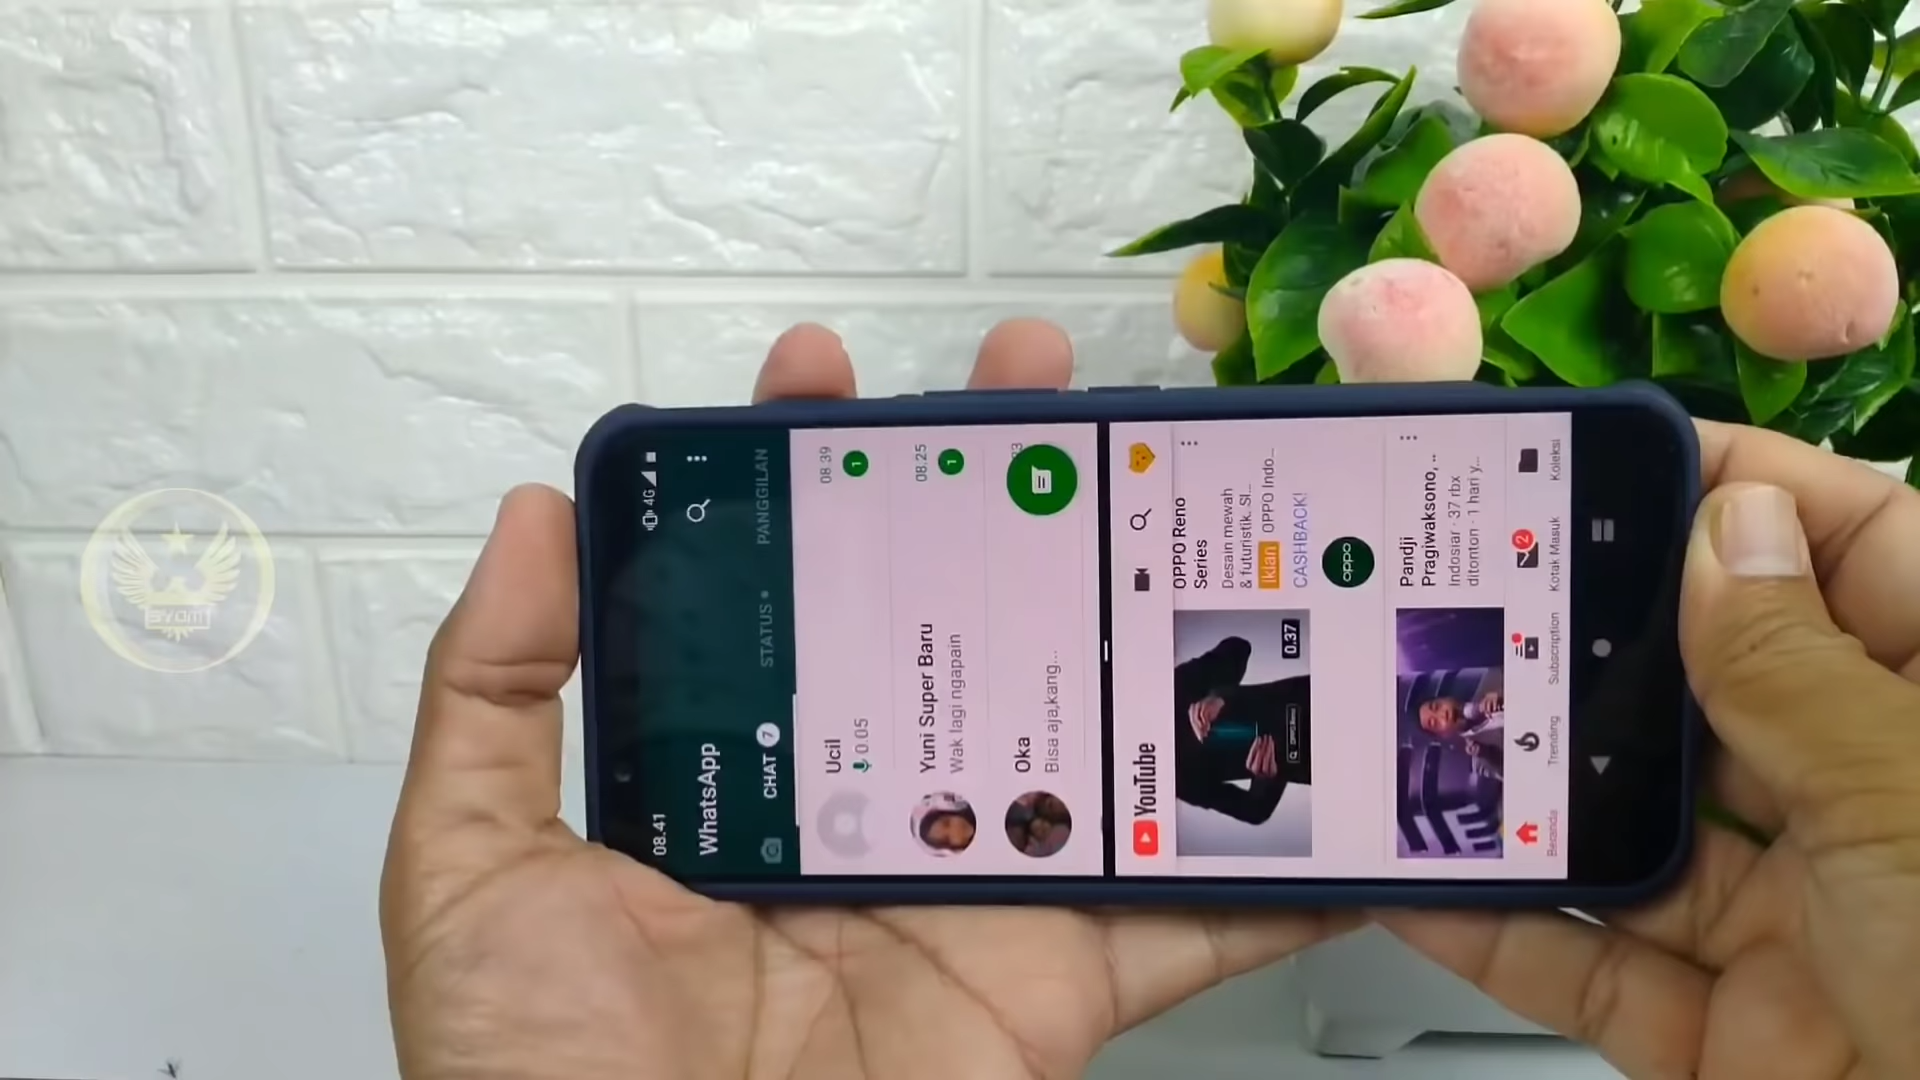 08.41
4G
WhatsApp
CHAT 7
STATUS
PANGGILAN
Ucil
08.39
0.05
1
Yuni Super Baru
08.25
Wak lagi ngapain
1
Oka
Bisa aja,kang...
YouTube
0.37
OPPO Reno
Series
Desain mewah
& futuristik. SI...
Iklan OPPO Indo...
CASHBACK!
oppo
Pandji
Pragiwaksono, ..
Indosiar · 37 rbx
ditonton · 1 hari y...
Beranda
Trending
Subscription
2
Kotak Masuk
Koleksi